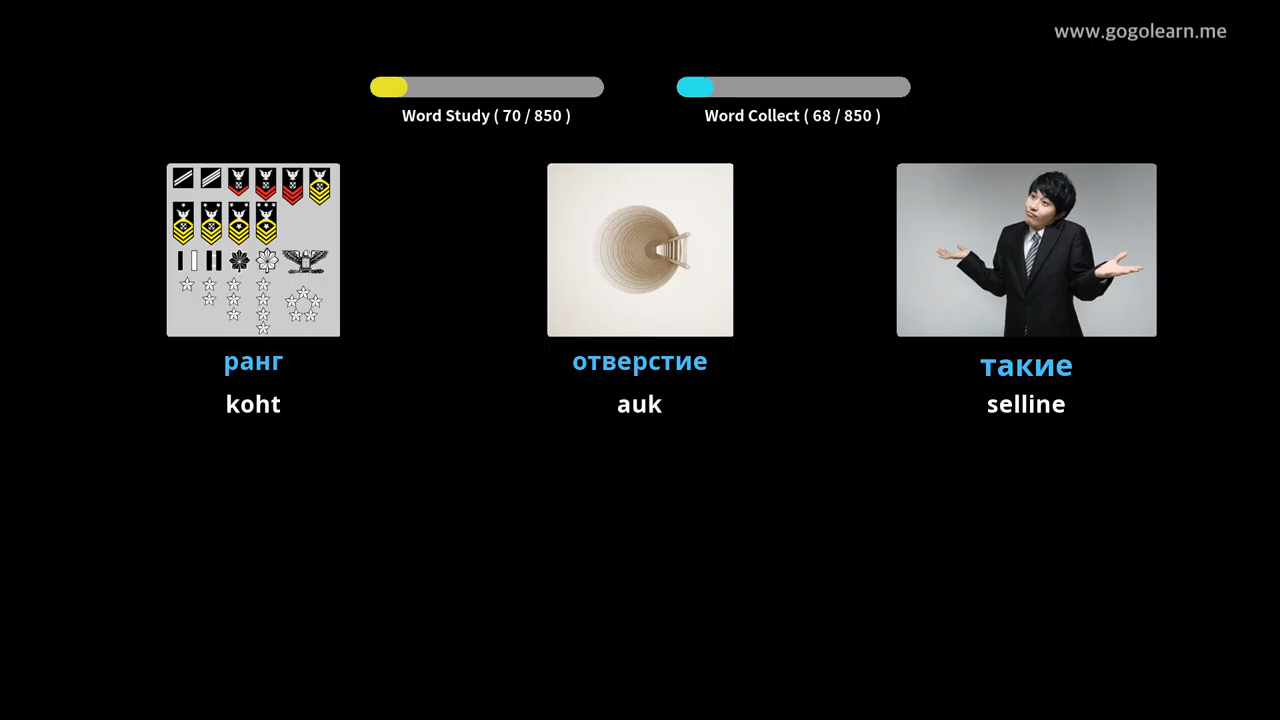 www.gogolearn.me
Word Study ( 70 / 850 )
Word Collect ( 68 / 850 )
ранг
отверстие
такие
koht
auk
selline